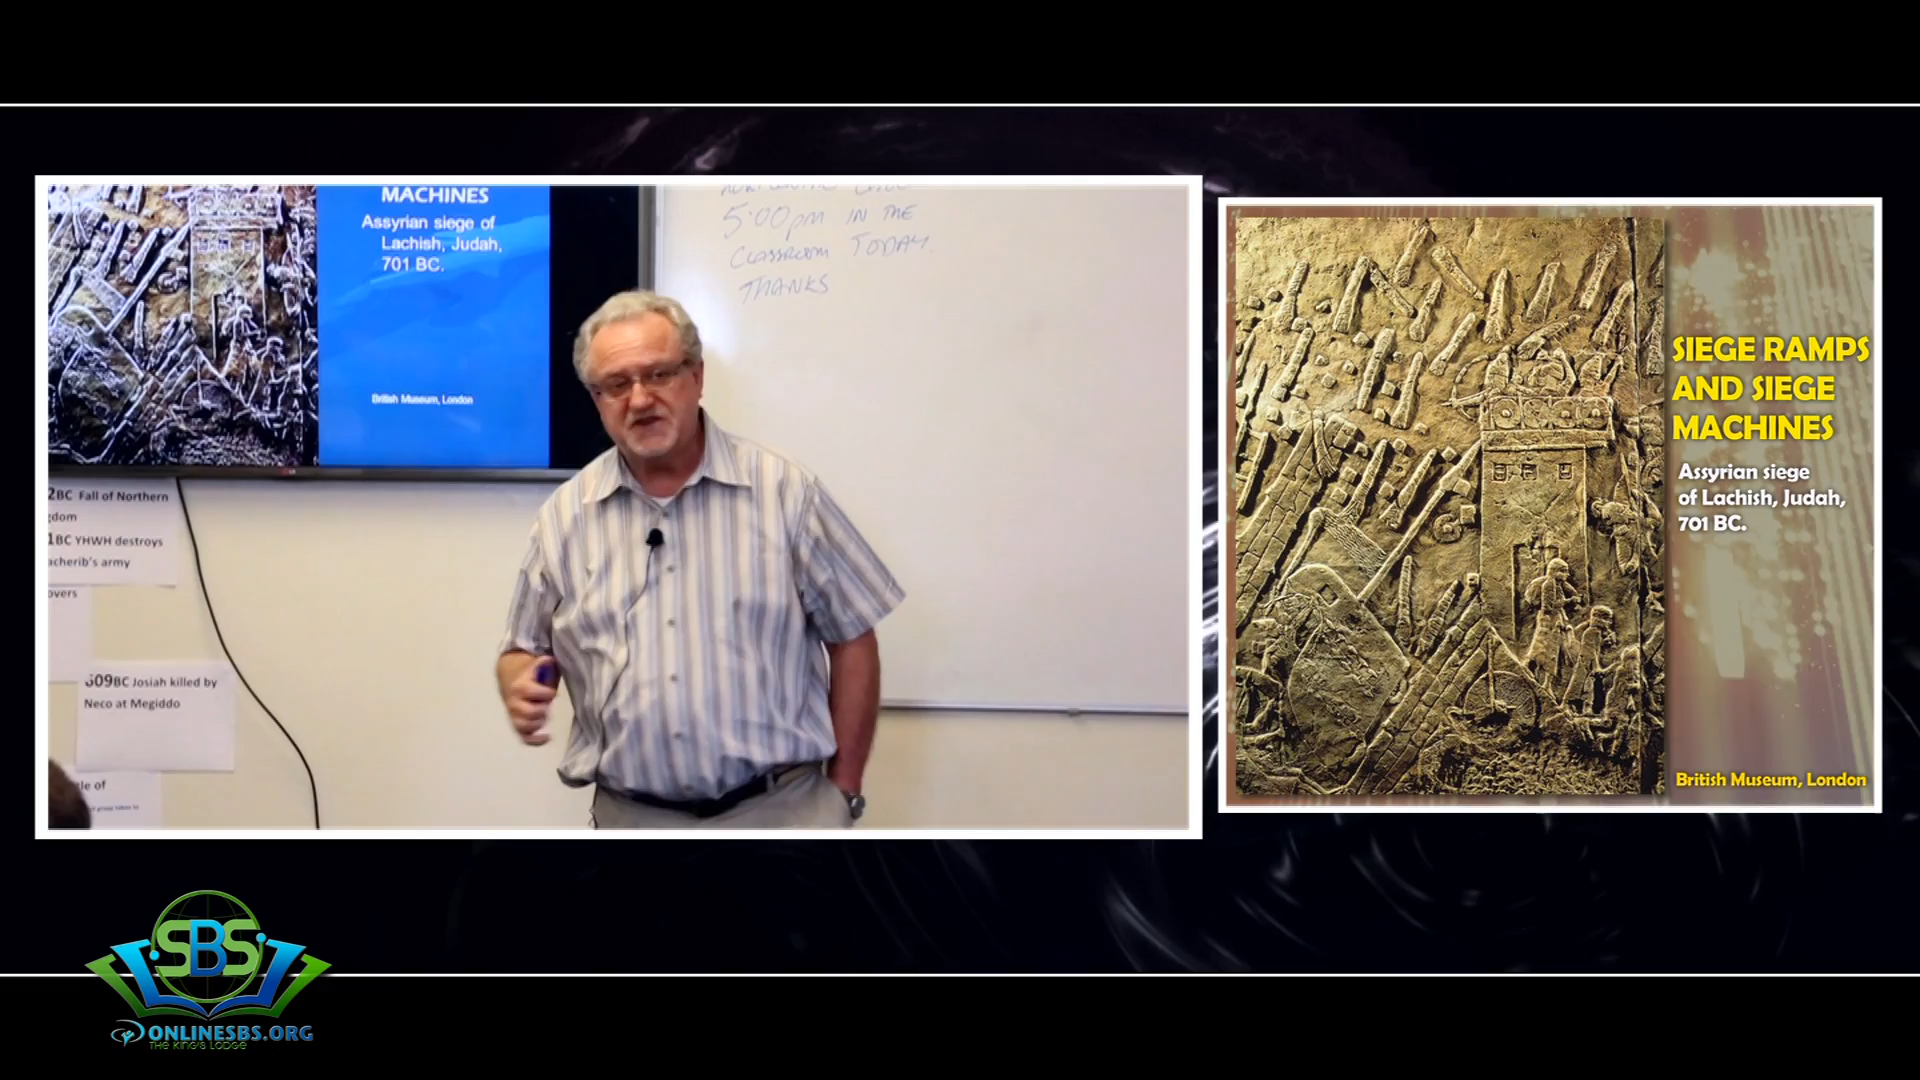 MACHINES
Assyrian siege of
Lachish, Judah,
701 BC.
British Museum, London
5:00pm IN THE
CLASSROOM TODAY.
THANKS
2BC Fall of Northern
gdom
1BC YHWH destroys
acherib's army
overs
609BC Josiah killed by
Neco at Megiddo
tle of
SIEGE RAMPS
AND SIEGE
MACHINES
Assyrian siege
of Lachish, Judah,
701 BC.
British Museum, London
SBS
ONLINESBS.ORG
THE KING'S LODGE